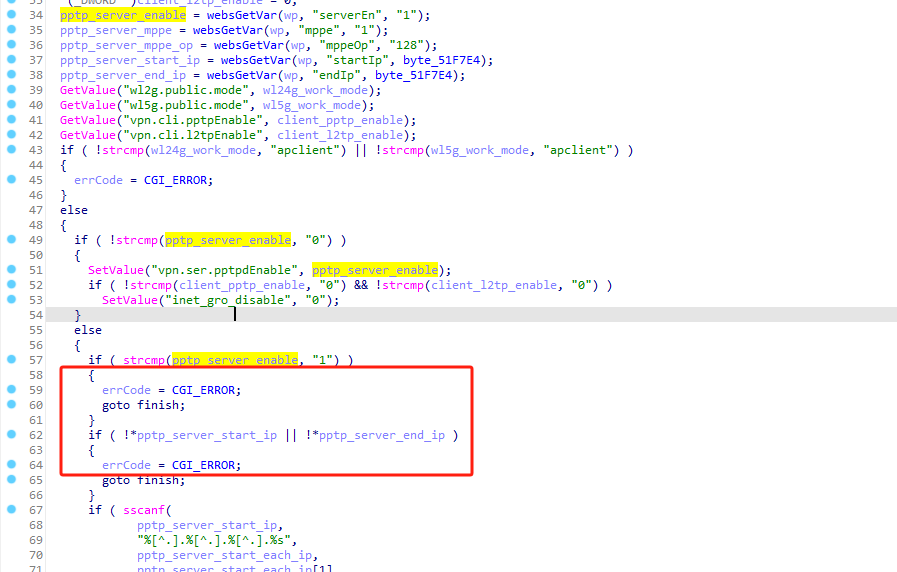 33 *(_DWORD *)client_l2tp_enable = 0;
34 pptp_server_enable = websGetVar(wp, "serverEn", "1");
35 pptp_server_mppe = websGetVar(wp, "mppe", "1");
36 pptp_server_mppe_op = websGetVar(wp, "mppeOp", "128");
37 pptp_server_start_ip = websGetVar(wp, "startIp", byte_51F7E4);
38 pptp_server_end_ip = websGetVar(wp, "endIp", byte_51F7E4);
39 GetValue("wl2g.public.mode", wl24g_work_mode);
40 GetValue("wl5g.public.mode", wl5g_work_mode);
41 GetValue("vpn.cli.pptpEnable", client_pptp_enable);
42 GetValue("vpn.cli.l2tpEnable", client_l2tp_enable);
43 if ( !strcmp(wl24g_work_mode, "apclient") || !strcmp(wl5g_work_mode, "apclient") )
44 {
45 errCode = CGI_ERROR;
46 }
47 else
48 {
49 if ( !strcmp(pptp_server_enable, "0") )
50 {
51 SetValue("vpn.ser.pptpdEnable", pptp_server_enable);
52 if ( !strcmp(client_pptp_enable, "0") && !strcmp(client_l2tp_enable, "0") )
53 SetValue("inet_gro_disable", "0");
54 }
55 else
56 {
57 if ( strcmp(pptp_server_enable, "1") )
58 {
59 errCode = CGI_ERROR;
60 goto finish;
61 }
62 if ( !*pptp_server_start_ip || !*pptp_server_end_ip )
63 {
64 errCode = CGI_ERROR;
65 goto finish;
66 }
67 if ( sscanf(
68 pptp_server_start_ip,
69 "%[^.].%[^.].%[^.].%s",
70 pptp_server_start_each_ip,
71 pptp_server_start_each_ip[1]